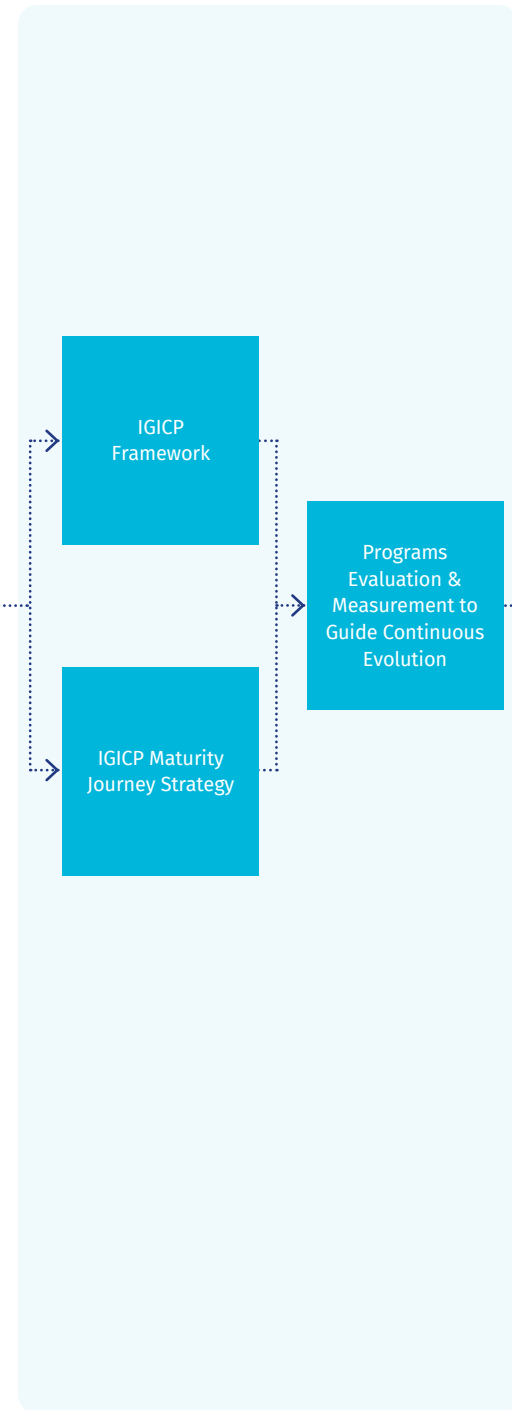 IGICP
Framework
Programs
Evaluation &
Measurement to
Guide Continuous
Evolution
IGICP Maturity
Journey Strategy